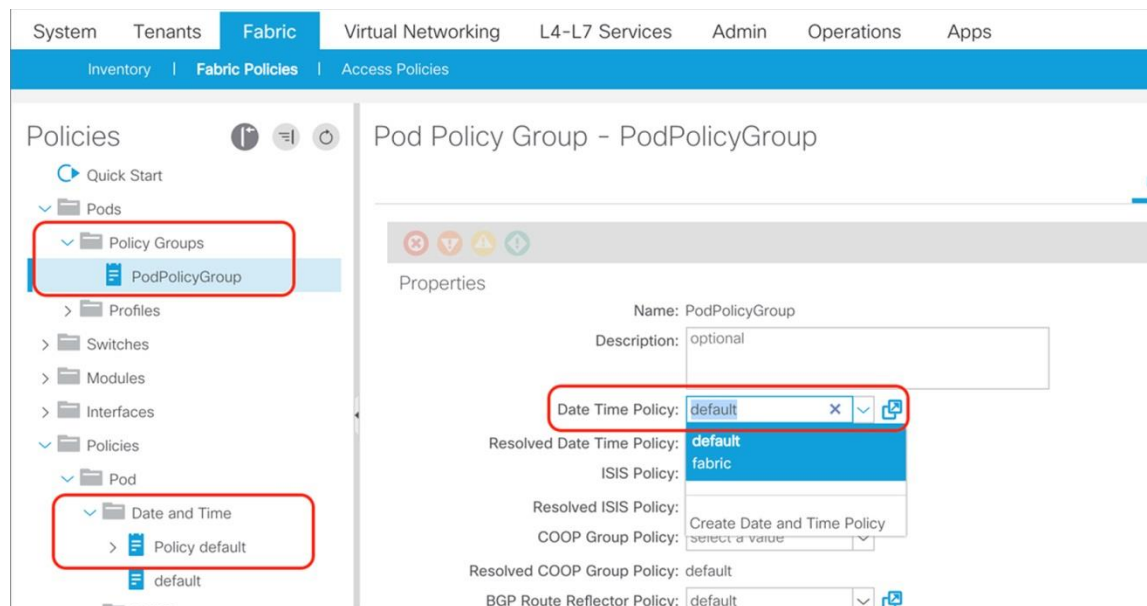 System Tenants Fabric Virtual Networking L4-L7 Services Admin Operations Apps
Inventory | Fabric Policies | Access Policies
Policies
Quick Start
Pods
Policy Groups
PodPolicyGroup
Profiles
Switches
Modules
Interfaces
Policies
Pod
Date and Time
Policy default
default
Pod Policy Group - PodPolicyGroup
Properties
Name: PodPolicyGroup
Description: optional
Date Time Policy: default
default
fabric
Create Date and Time Policy
Resolved Date Time Policy:
ISIS Policy:
Resolved ISIS Policy:
COOP Group Policy: select a value
Resolved COOP Group Policy: default
BGP Route Reflector Policy: default